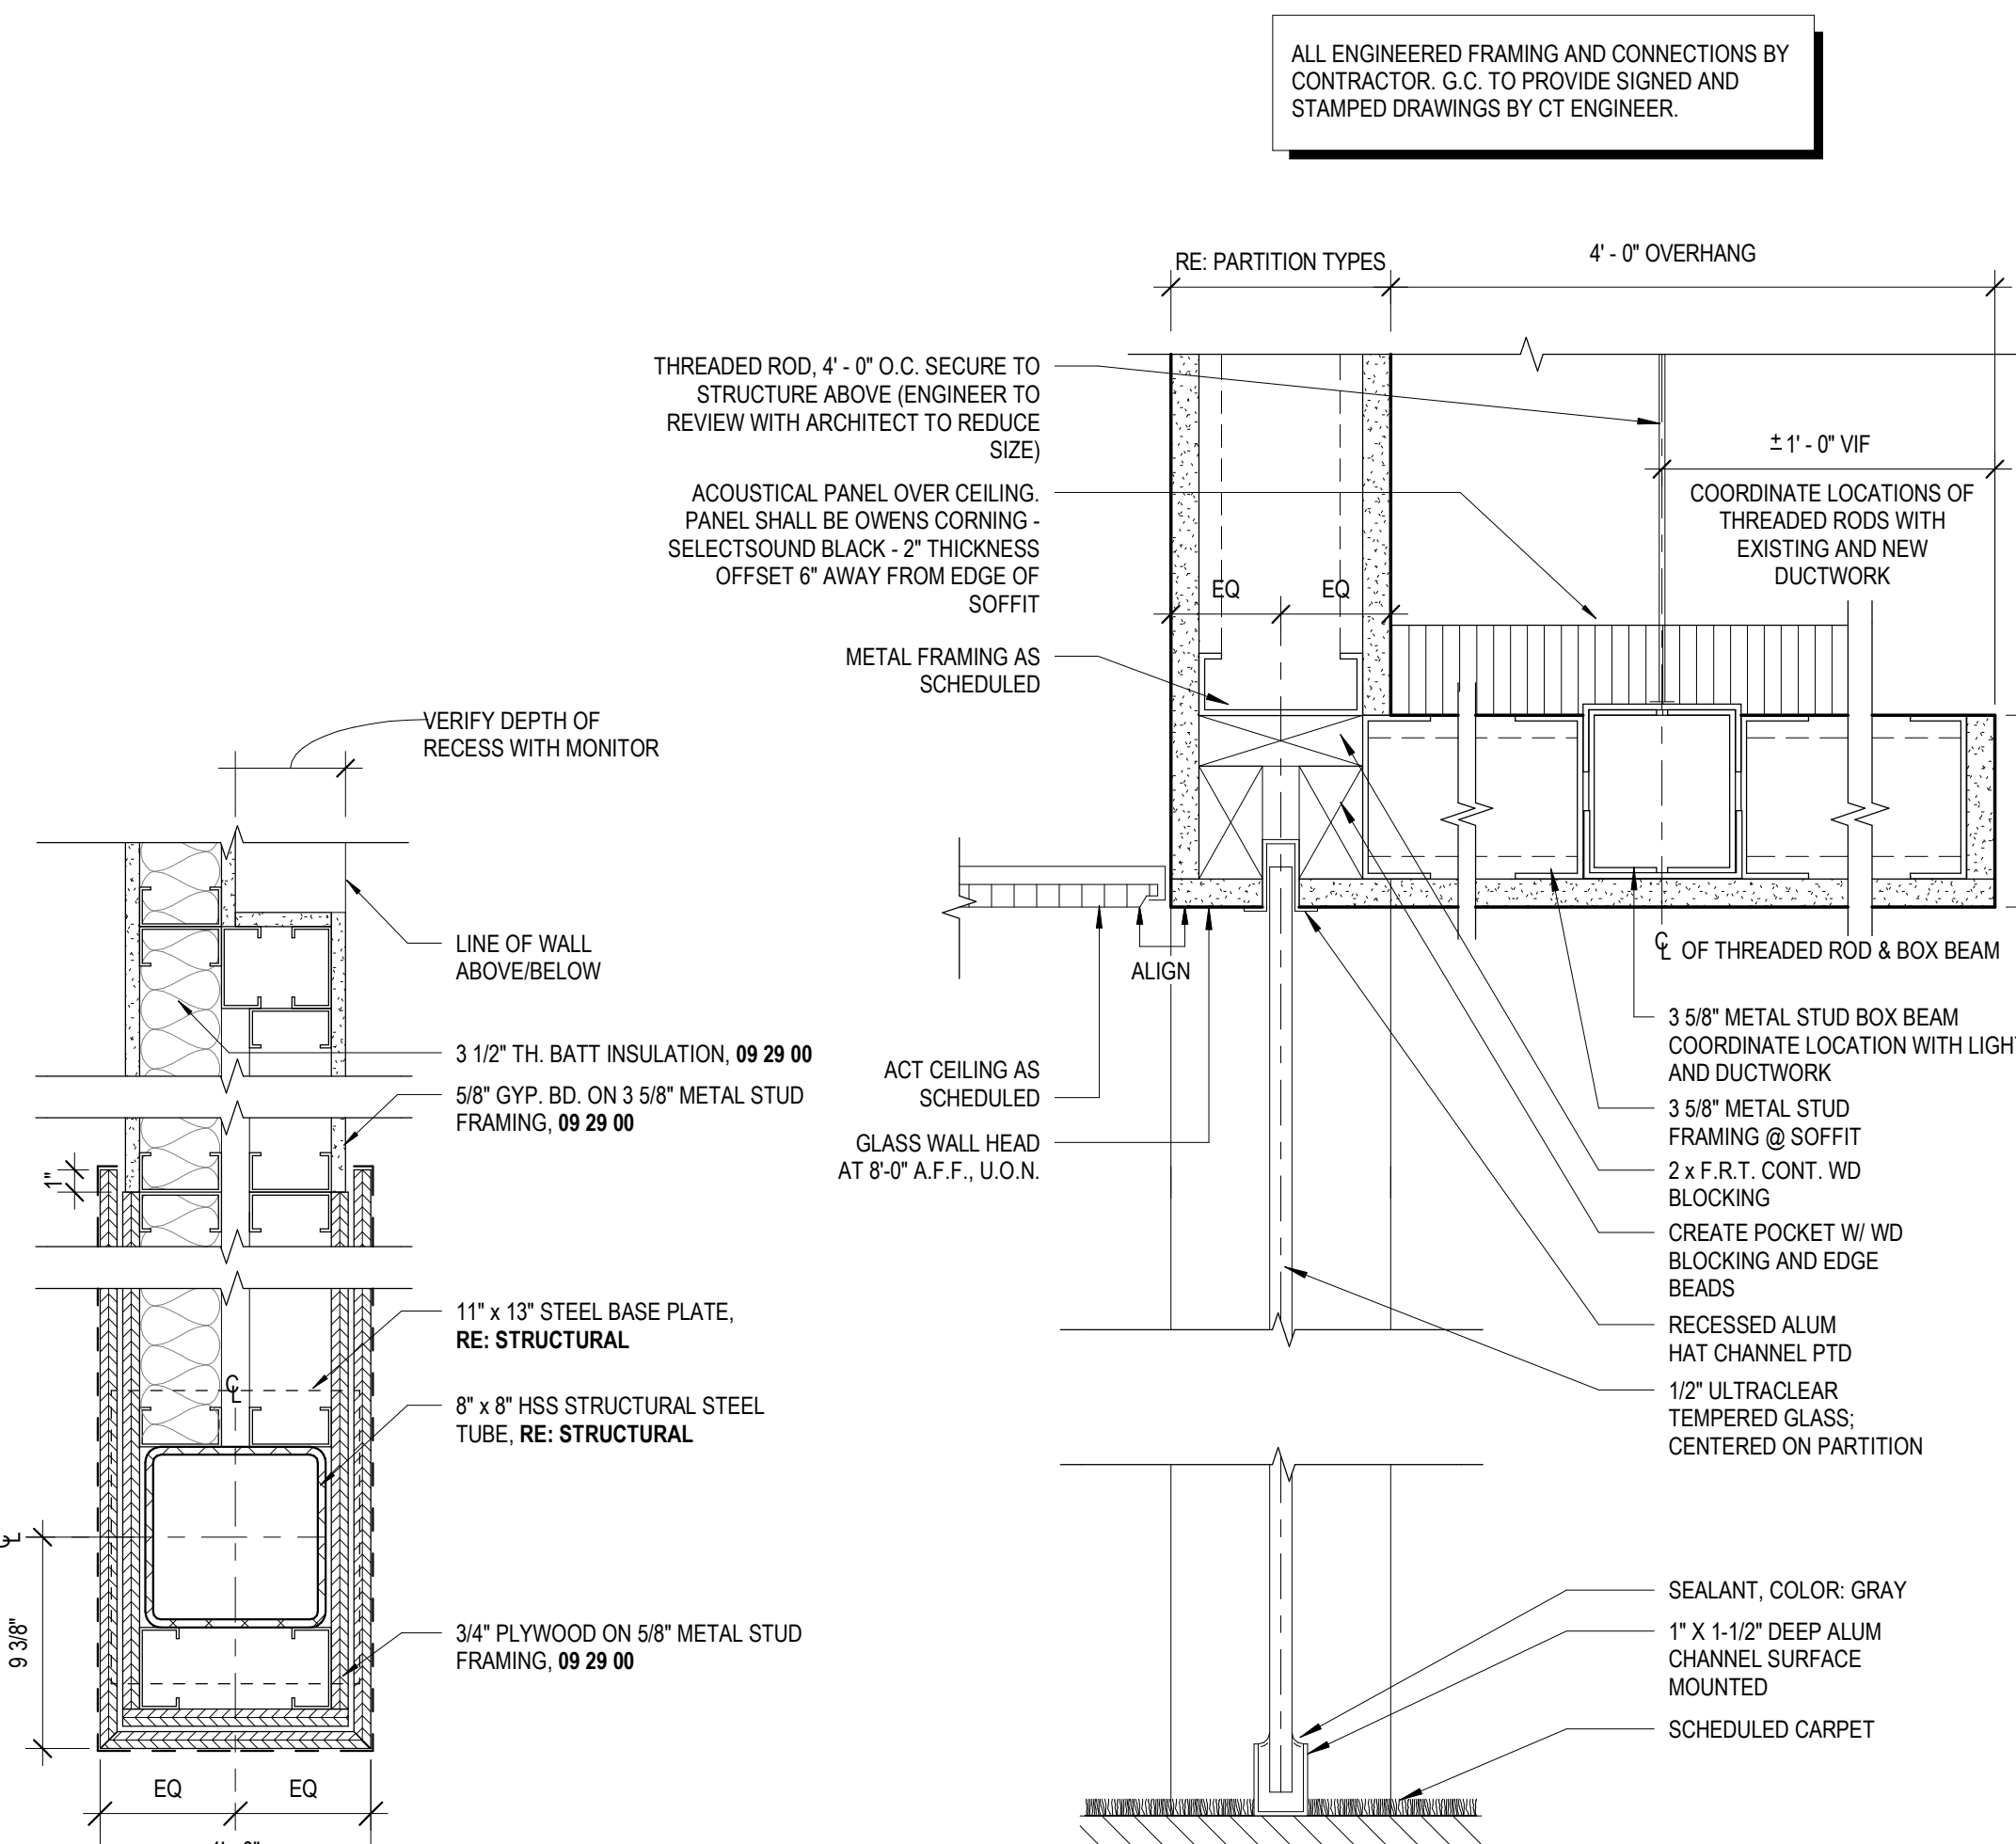 ALL ENGINEERED FRAMING AND CONNECTIONS BY
CONTRACTOR. G.C. TO PROVIDE SIGNED AND
STAMPED DRAWINGS BY CT ENGINEER.
RE: PARTITION TYPES
4' - 0" OVERHANG
THREADED ROD, 4' - 0" O.C. SECURE TO
STRUCTURE ABOVE (ENGINEER TO
REVIEW WITH ARCHITECT TO REDUCE
SIZE)
± 1' - 0" VIF
ACOUSTICAL PANEL OVER CEILING.
PANEL SHALL BE OWENS CORNING -
SELECTSOUND BLACK - 2" THICKNESS
OFFSET 6" AWAY FROM EDGE OF
SOFFIT
COORDINATE LOCATIONS OF
THREADED RODS WITH
EXISTING AND NEW
DUCTWORK
EQ
EQ
METAL FRAMING AS
SCHEDULED
VERIFY DEPTH OF
RECESS WITH MONITOR
LINE OF WALL
ABOVE/BELOW
ALIGN
℄ OF THREADED ROD & BOX BEAM
3 1/2" TH. BATT INSULATION, 09 29 00
5/8" GYP. BD. ON 3 5/8" METAL STUD
FRAMING, 09 29 00
1"
ACT CEILING AS
SCHEDULED
GLASS WALL HEAD
AT 8'-0" A.F.F., U.O.N.
3 5/8" METAL STUD BOX BEAM
COORDINATE LOCATION WITH LIGHT
AND DUCTWORK
3 5/8" METAL STUD
FRAMING @ SOFFIT
2 x F.R.T. CONT. WD
BLOCKING
CREATE POCKET W/ WD
BLOCKING AND EDGE
BEADS
RECESSED ALUM
HAT CHANNEL PTD
1/2" ULTRACLEAR
TEMPERED GLASS;
CENTERED ON PARTITION
11" x 13" STEEL BASE PLATE,
RE: STRUCTURAL
℄
8" x 8" HSS STRUCTURAL STEEL
TUBE, RE: STRUCTURAL
℄
9 3/8"
3/4" PLYWOOD ON 5/8" METAL STUD
FRAMING, 09 29 00
EQ
EQ
SEALANT, COLOR: GRAY
1" X 1-1/2" DEEP ALUM
CHANNEL SURFACE
MOUNTED
SCHEDULED CARPET